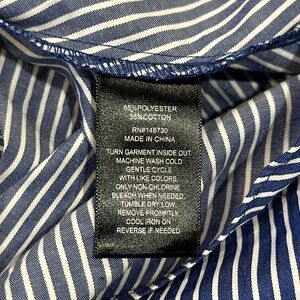 65%POLYESTER
35%COTTON
RN#148730
MADE IN CHINA
TURN GARMENT INSIDE OUT
MACHINE WASH COLD
GENTLE CYCLE
WITH LIKE COLORS
ONLY NON-CHLORINE
BLEACH WHEN NEEDED.
TUMBLE DRY LOW.
REMOVE PROMPTLY.
COOL IRON ON
REVERSE IF NEEDED